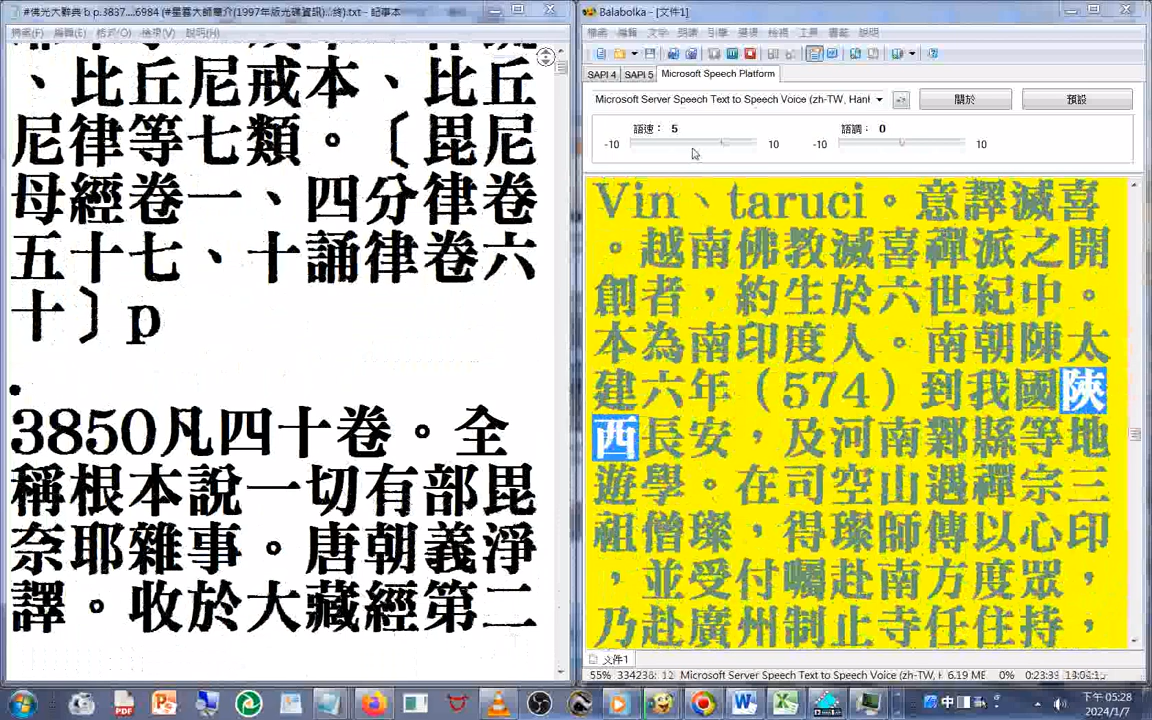 #佛光大辭典 b p.3837....6984 (#星雲大師簡介(1997年版光碟資訊)...終).txt - 記事本
檔案(F) 編輯(E) 格式(O) 檢視(V) 說明(H)
、比丘尼戒本、比丘
尼律等七類。〔毘尼
母經卷一、四分律卷
五十七、十誦律卷六
十〕p
3850凡四十卷。全
稱根本說一切有部毘
奈耶雜事。唐朝義淨
譯。收於大藏經第二
Balabolka - [文件1]
檔案 編輯 文字 朗讀 引擎 選項 檢視 工具 書籤 說明
SAPI 4 SAPI 5 Microsoft Speech Platform
Microsoft Server Speech Text to Speech Voice (zh-TW, Han
關於
預設
語速： 5
語調： 0
-10 10 -10 10
Vin、taruci。意譯滅喜
。越南佛教滅喜禪派之開
創者，約生於六世紀中。
本為南印度人。南朝陳太
建六年（574）到我國陝
西長安，及河南鄴縣等地
遊學。在司空山遇禪宗三
祖僧璨，得璨師傳以心印
，並受付囑赴南方度眾，
乃赴廣州制止寺任住持，
文件1
55% 334238: 12 Microsoft Server Speech Text to Speech Voice (zh-TW, H 6.19 ME 0%
中
下午 05:28
2024/1/7